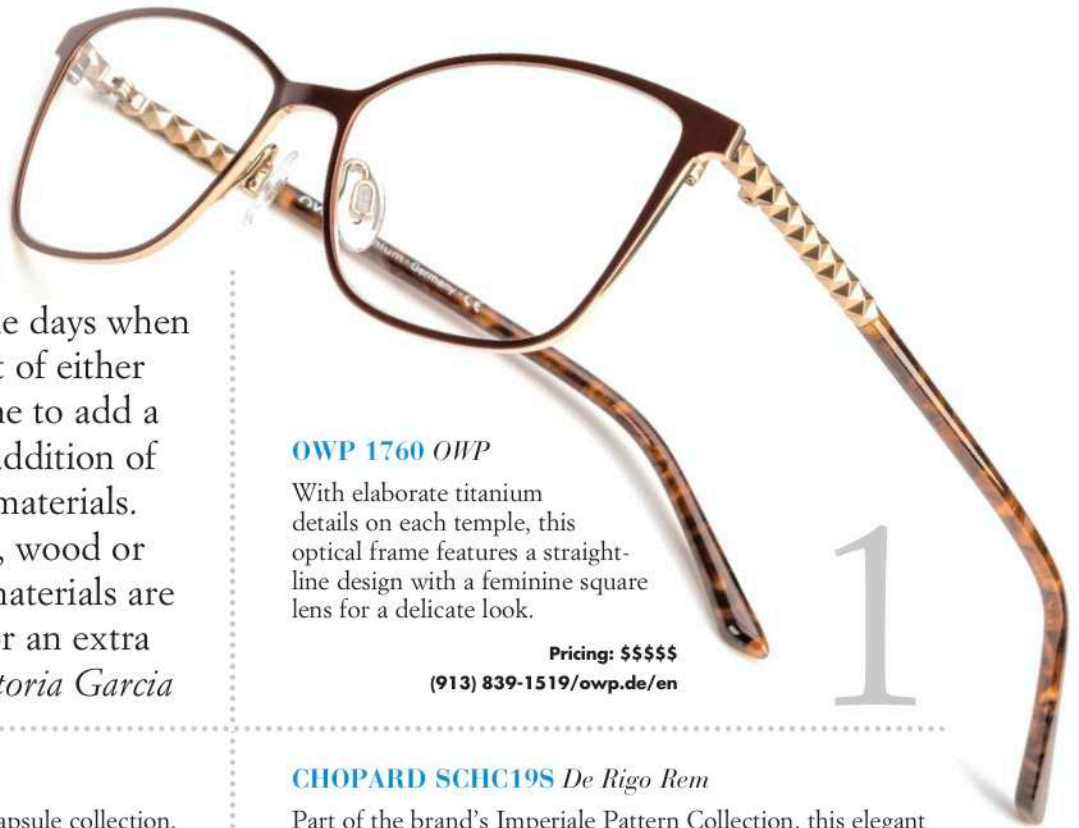 e days when
of either
e to add a
ddition of
materials.
, wood or
naterials are
r an extra
toria Garcia
OWP 1760 OWP
With elaborate titanium
details on each temple, this
optical frame features a straight-
line design with a feminine square
lens for a delicate look.
Pricing: $$$$$
(913) 839-1519/owp.de/en
1
Germany CE
apsule collection,
CHOPARD SCHC19S De Rigo Rem
Part of the brand's Imperiale Pattern Collection, this elegant